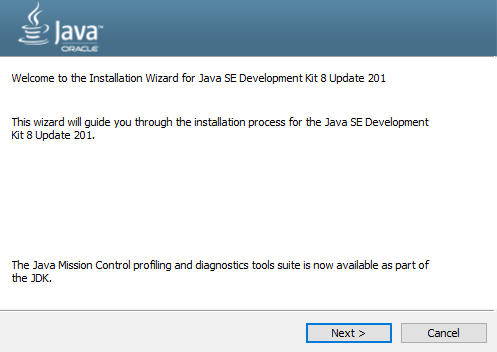 Java™
ORACLE
Welcome to the Installation Wizard for Java SE Development Kit 8 Update 201
This wizard will guide you through the installation process for the Java SE Development
Kit 8 Update 201.
The Java Mission Control profiling and diagnostics tools suite is now available as part of
the JDK.
Next > Cancel